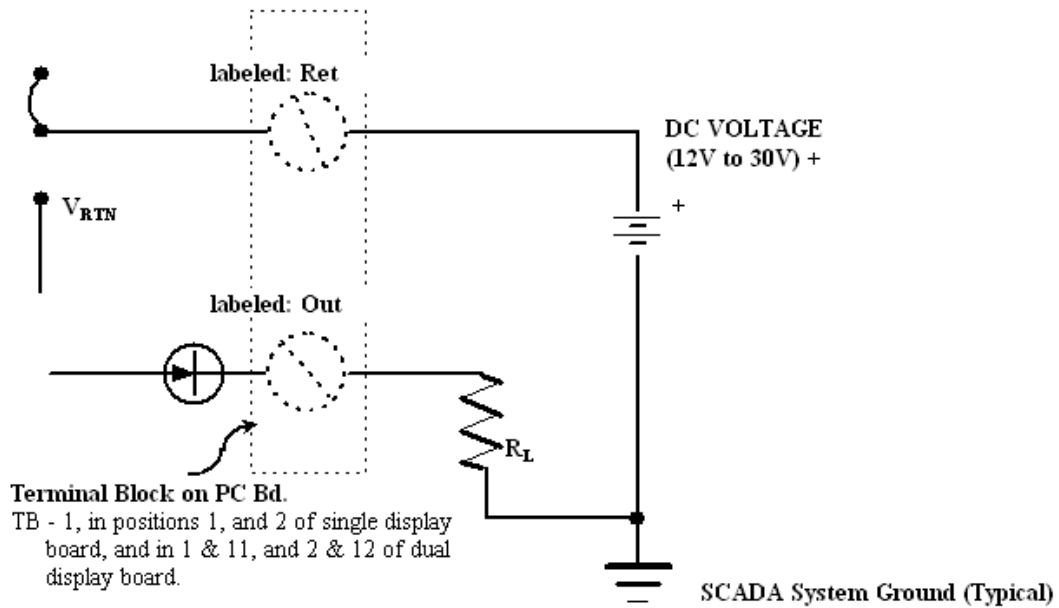 labeled: Ret
DC VOLTAGE
(12V to 30V) +
+
VRTN
labeled: Out
RL
Terminal Block on PC Bd.
TB - 1, in positions 1, and 2 of single display
board, and in 1 & 11, and 2 & 12 of dual
display board.
SCADA System Ground (Typical)